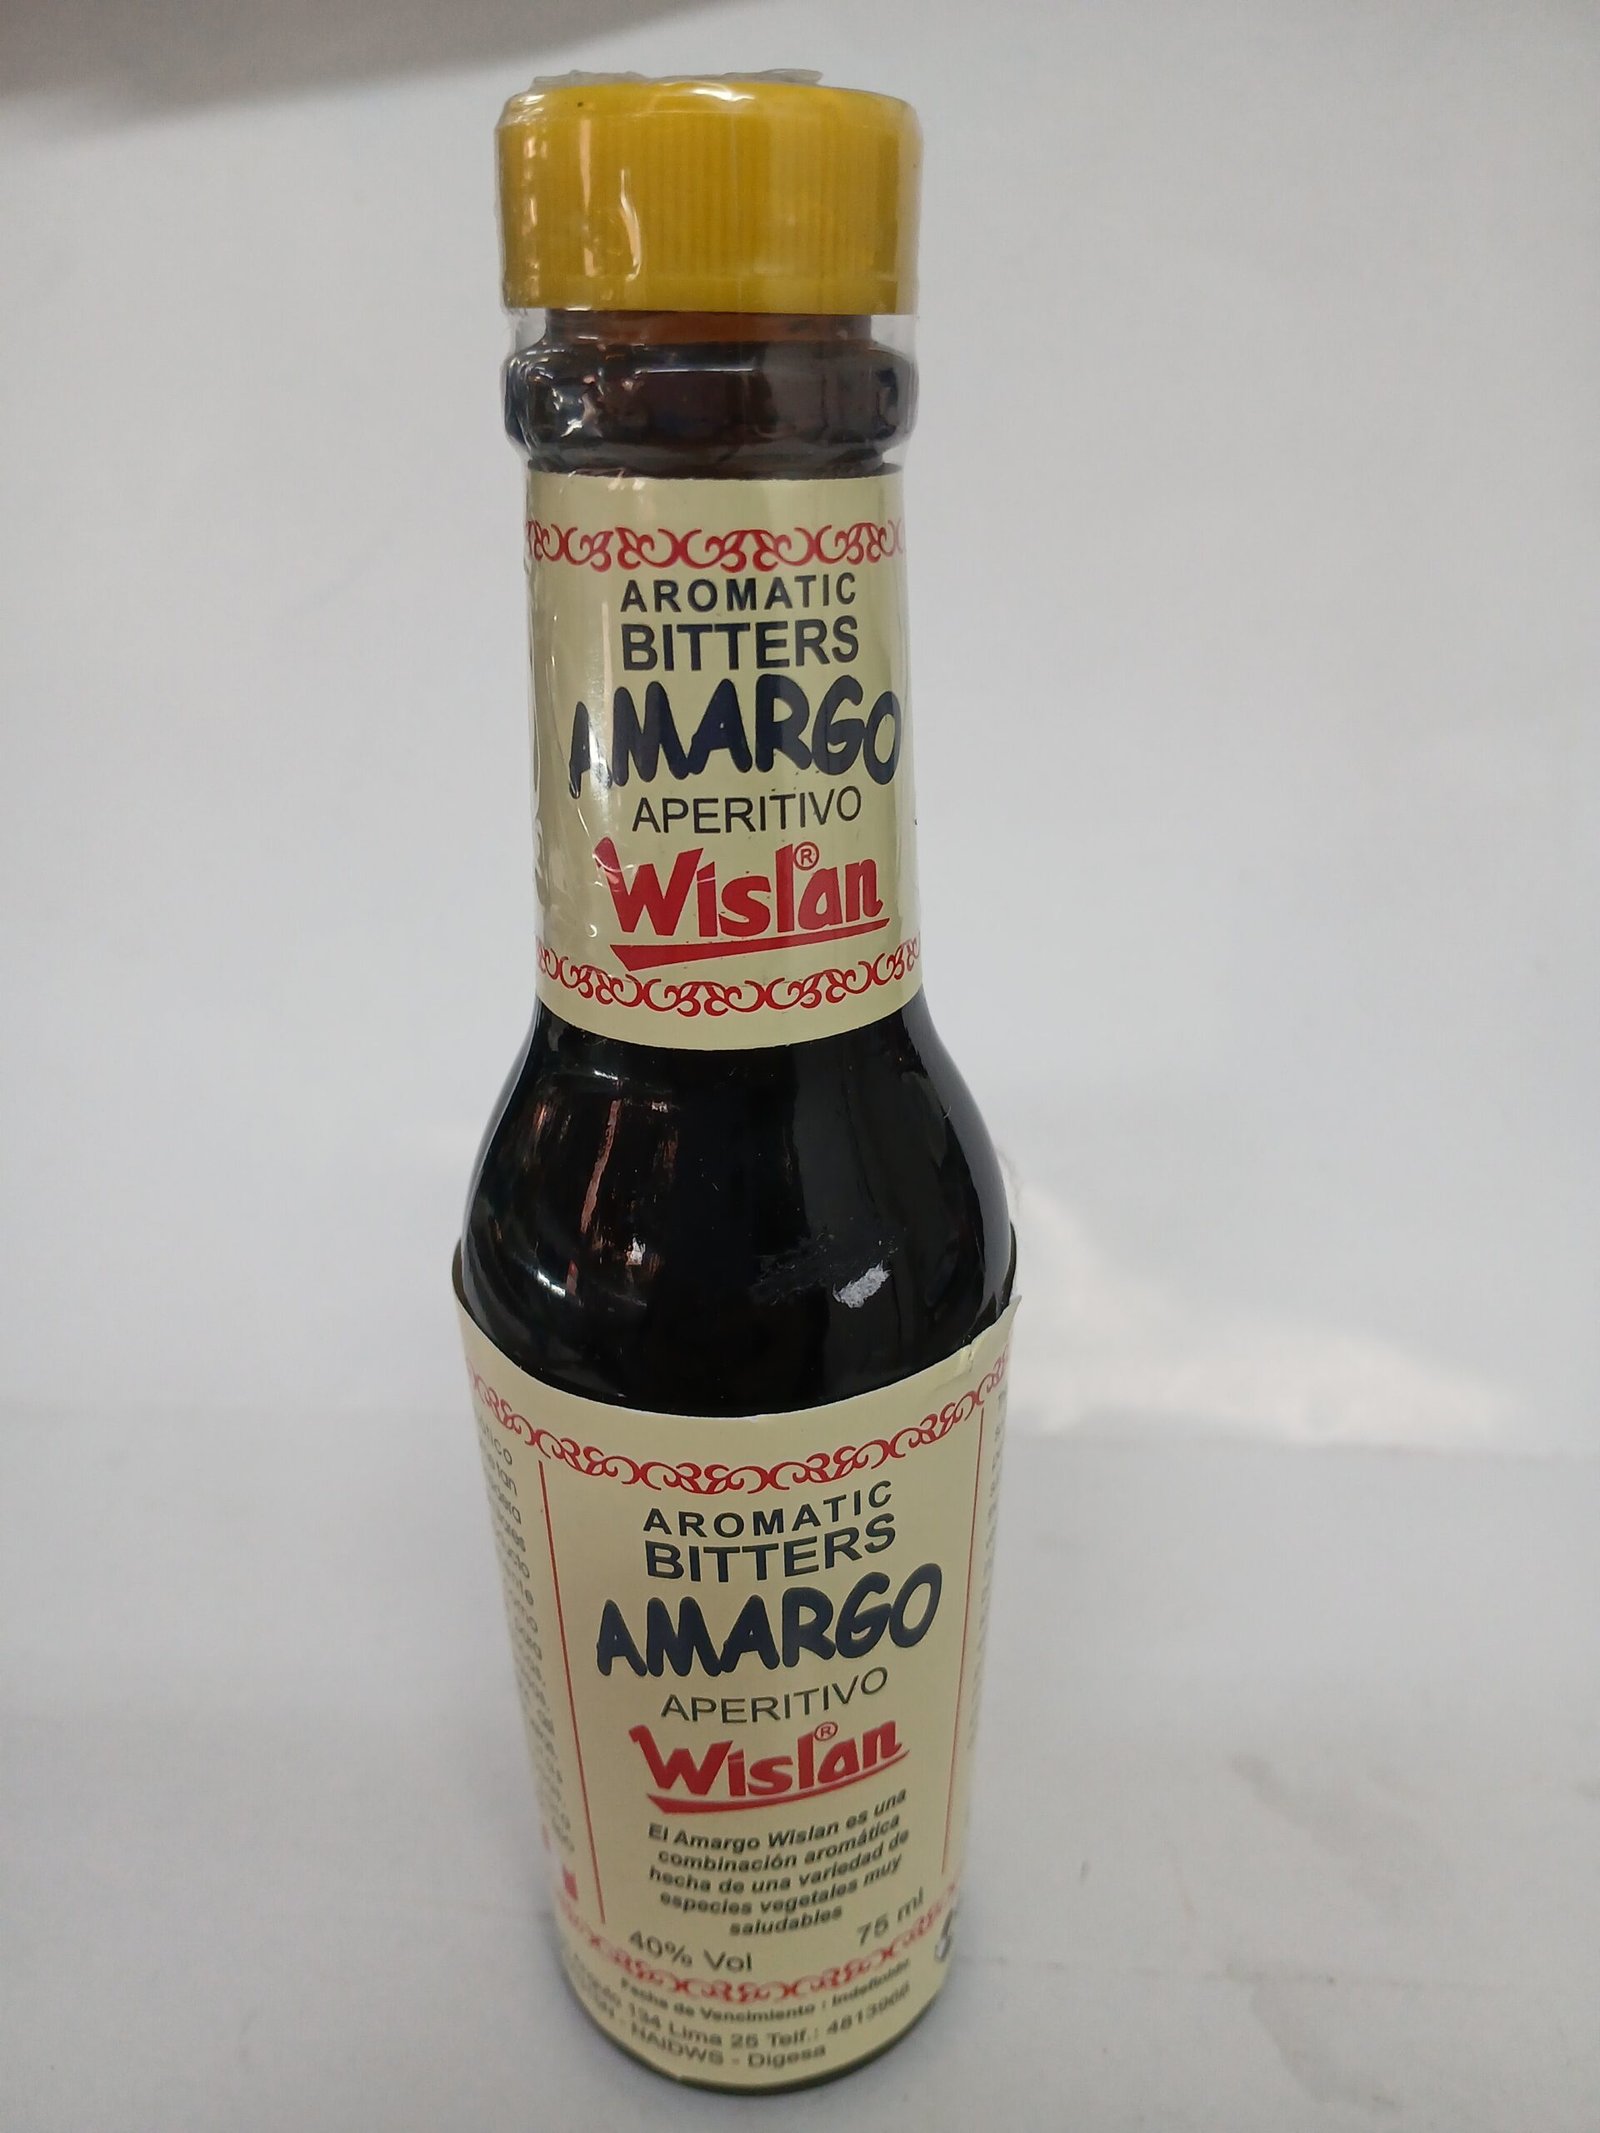 AROMATIC
BITTERS
AMARGO
APERITIVO
Wislan®
AROMATIC
BITTERS
AMARGO
APERITIVO
Wislan®
El Amargo Wislan es una
combinación aromática
hecha de una variedad de
especies vegetales muy
saludables
40% Vol 75 ml
Fecha de Vencimiento : Indefinido
134 Lima 25 Telf.: 4813968
NAIDWS - Digesa